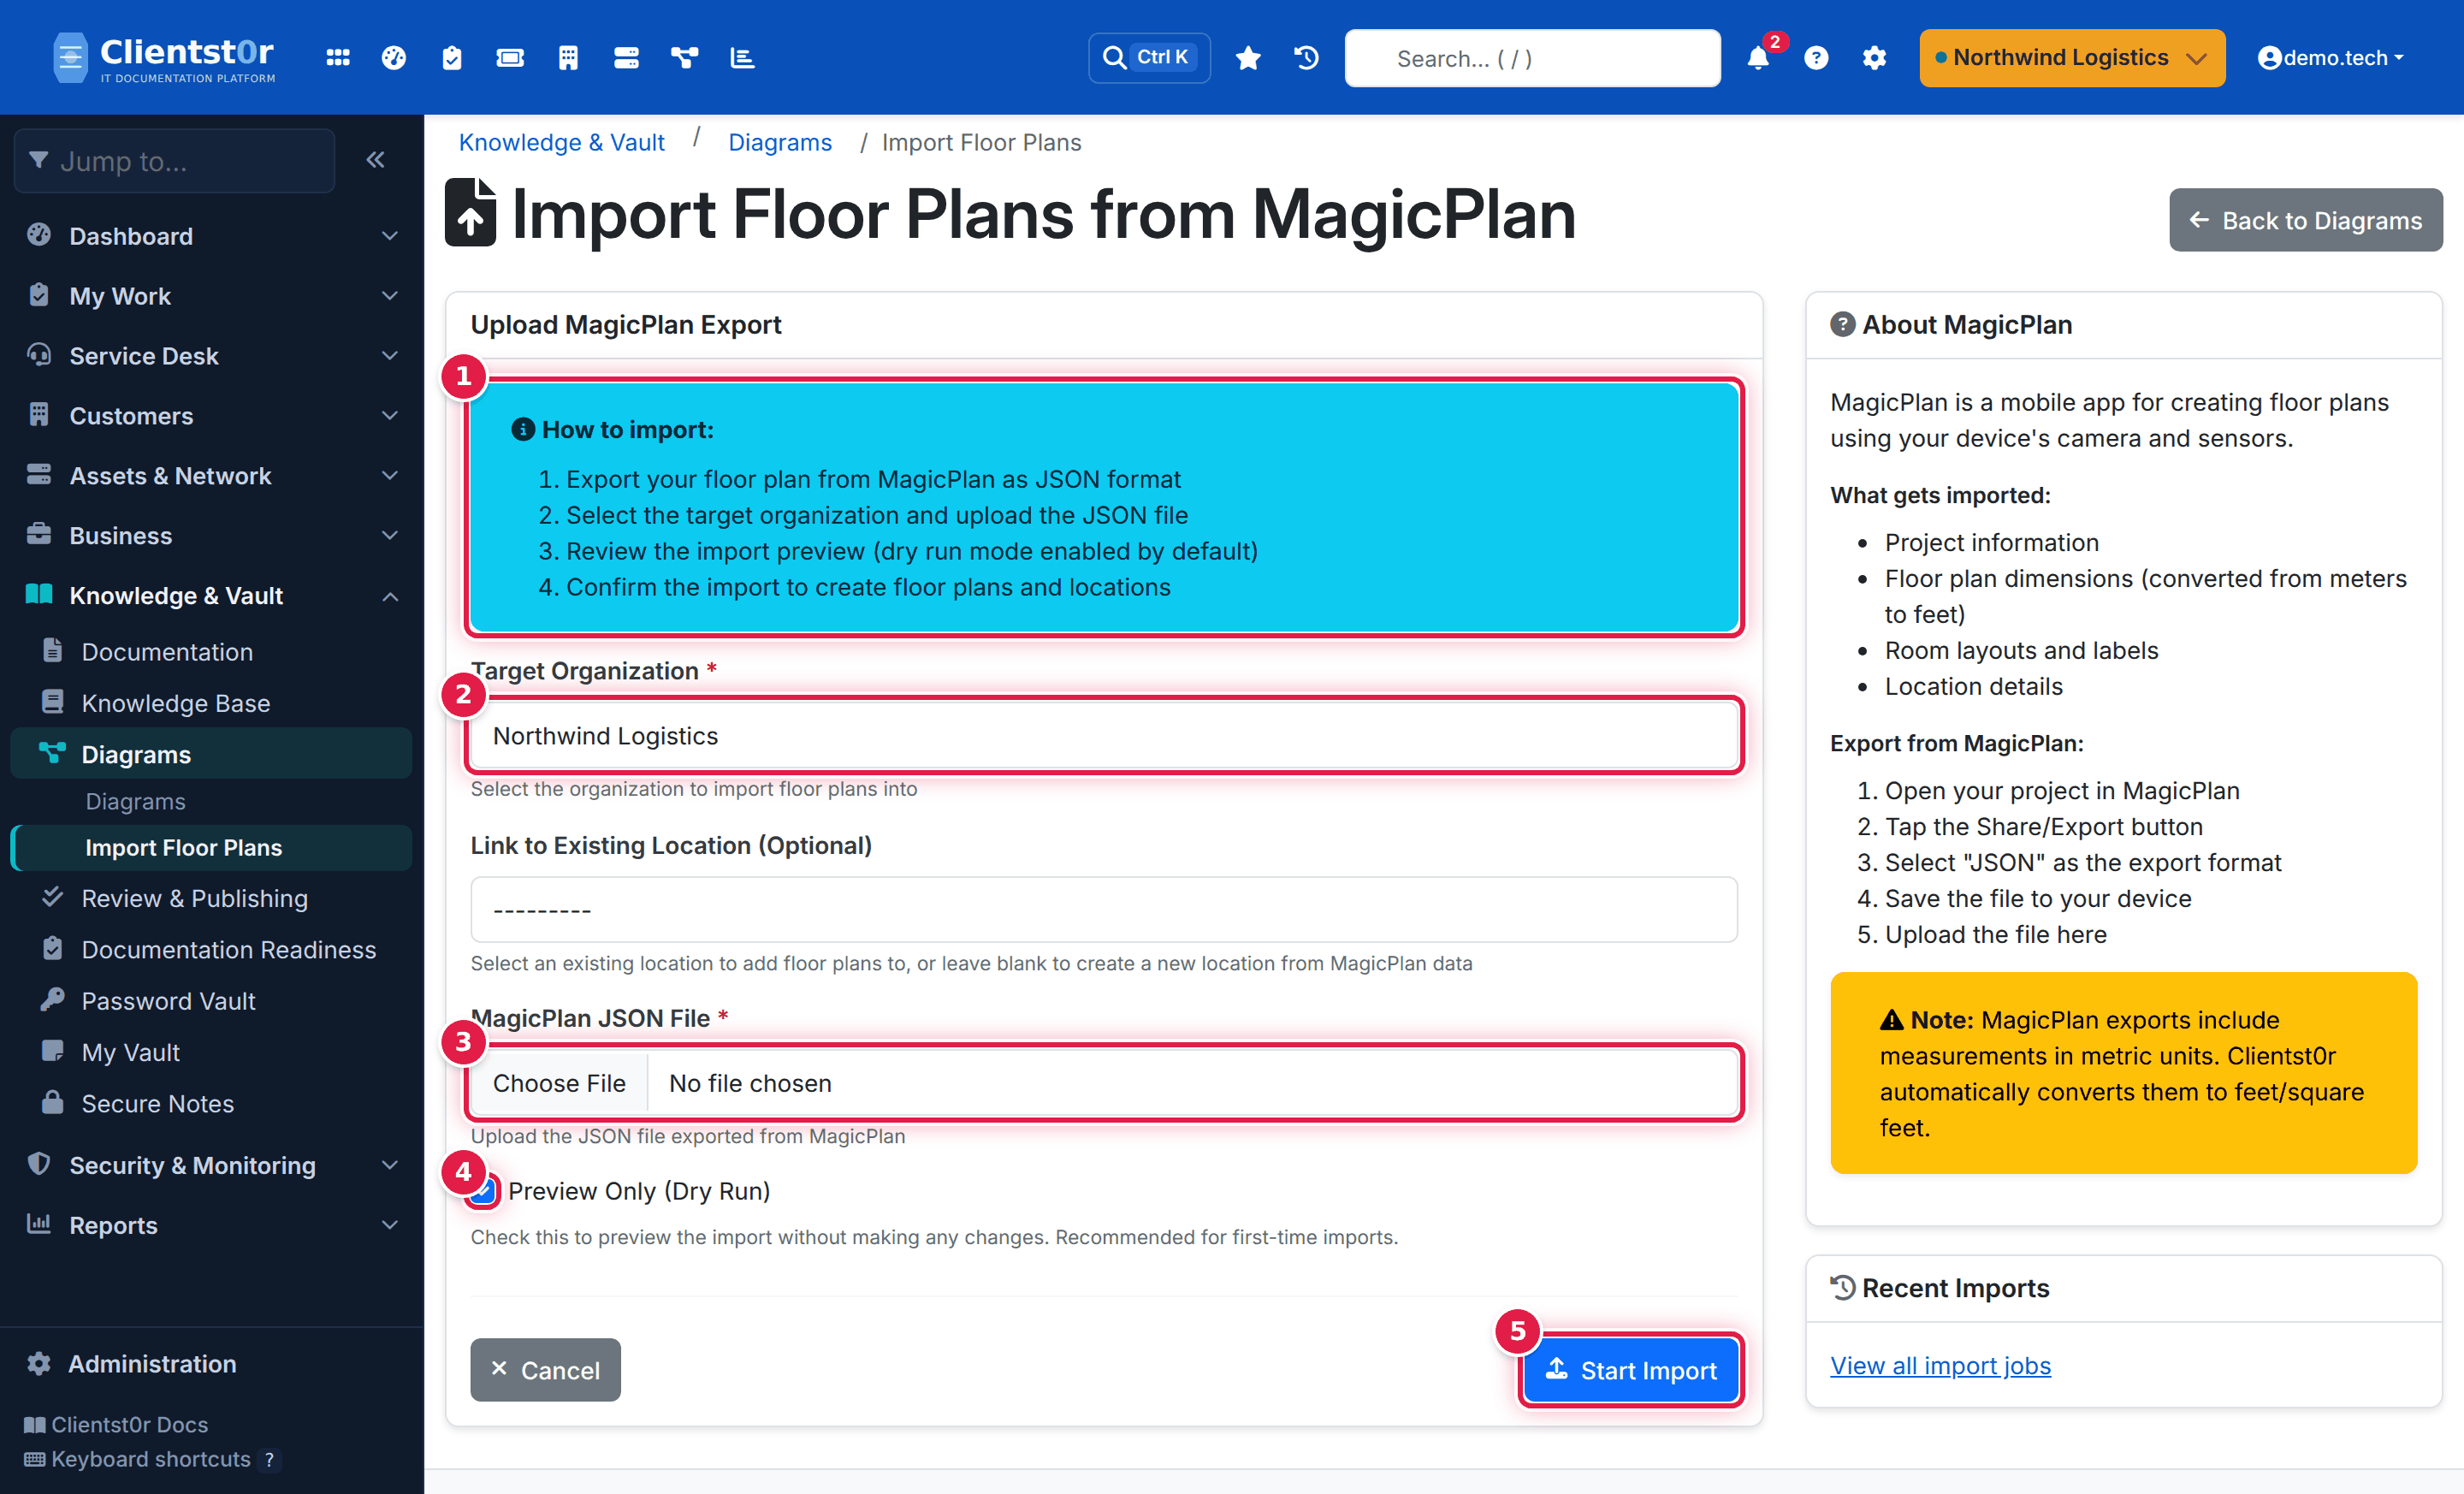 Clientst0r
IT DOCUMENTATION PLATFORM
Ctrl K
Search... ( / )
2
?
Northwind Logistics
demo.tech
Jump to...
Dashboard
My Work
Service Desk
Customers
Assets & Network
Business
Knowledge & Vault
Documentation
Knowledge Base
Diagrams
Diagrams
Import Floor Plans
Review & Publishing
Documentation Readiness
Password Vault
My Vault
Secure Notes
Security & Monitoring
Reports
Administration
Clientst0r Docs
Keyboard shortcuts ?
Knowledge & Vault / Diagrams / Import Floor Plans
Import Floor Plans from MagicPlan
Back to Diagrams
Upload MagicPlan Export
1
How to import:
1. Export your floor plan from MagicPlan as JSON format
2. Select the target organization and upload the JSON file
3. Review the import preview (dry run mode enabled by default)
4. Confirm the import to create floor plans and locations
Target Organization *
2
Northwind Logistics
Select the organization to import floor plans into
Link to Existing Location (Optional)
---------
Select an existing location to add floor plans to, or leave blank to create a new location from MagicPlan data
MagicPlan JSON File *
3
Choose File No file chosen
Upload the JSON file exported from MagicPlan
4
Preview Only (Dry Run)
Check this to preview the import without making any changes. Recommended for first-time imports.
Cancel
5
Start Import
? About MagicPlan
MagicPlan is a mobile app for creating floor plans
using your device's camera and sensors.
What gets imported:
• Project information
• Floor plan dimensions (converted from meters
to feet)
• Room layouts and labels
• Location details
Export from MagicPlan:
1. Open your project in MagicPlan
2. Tap the Share/Export button
3. Select "JSON" as the export format
4. Save the file to your device
5. Upload the file here
Note: MagicPlan exports include
measurements in metric units. Clientst0r
automatically converts them to feet/square
feet.
Recent Imports
View all import jobs